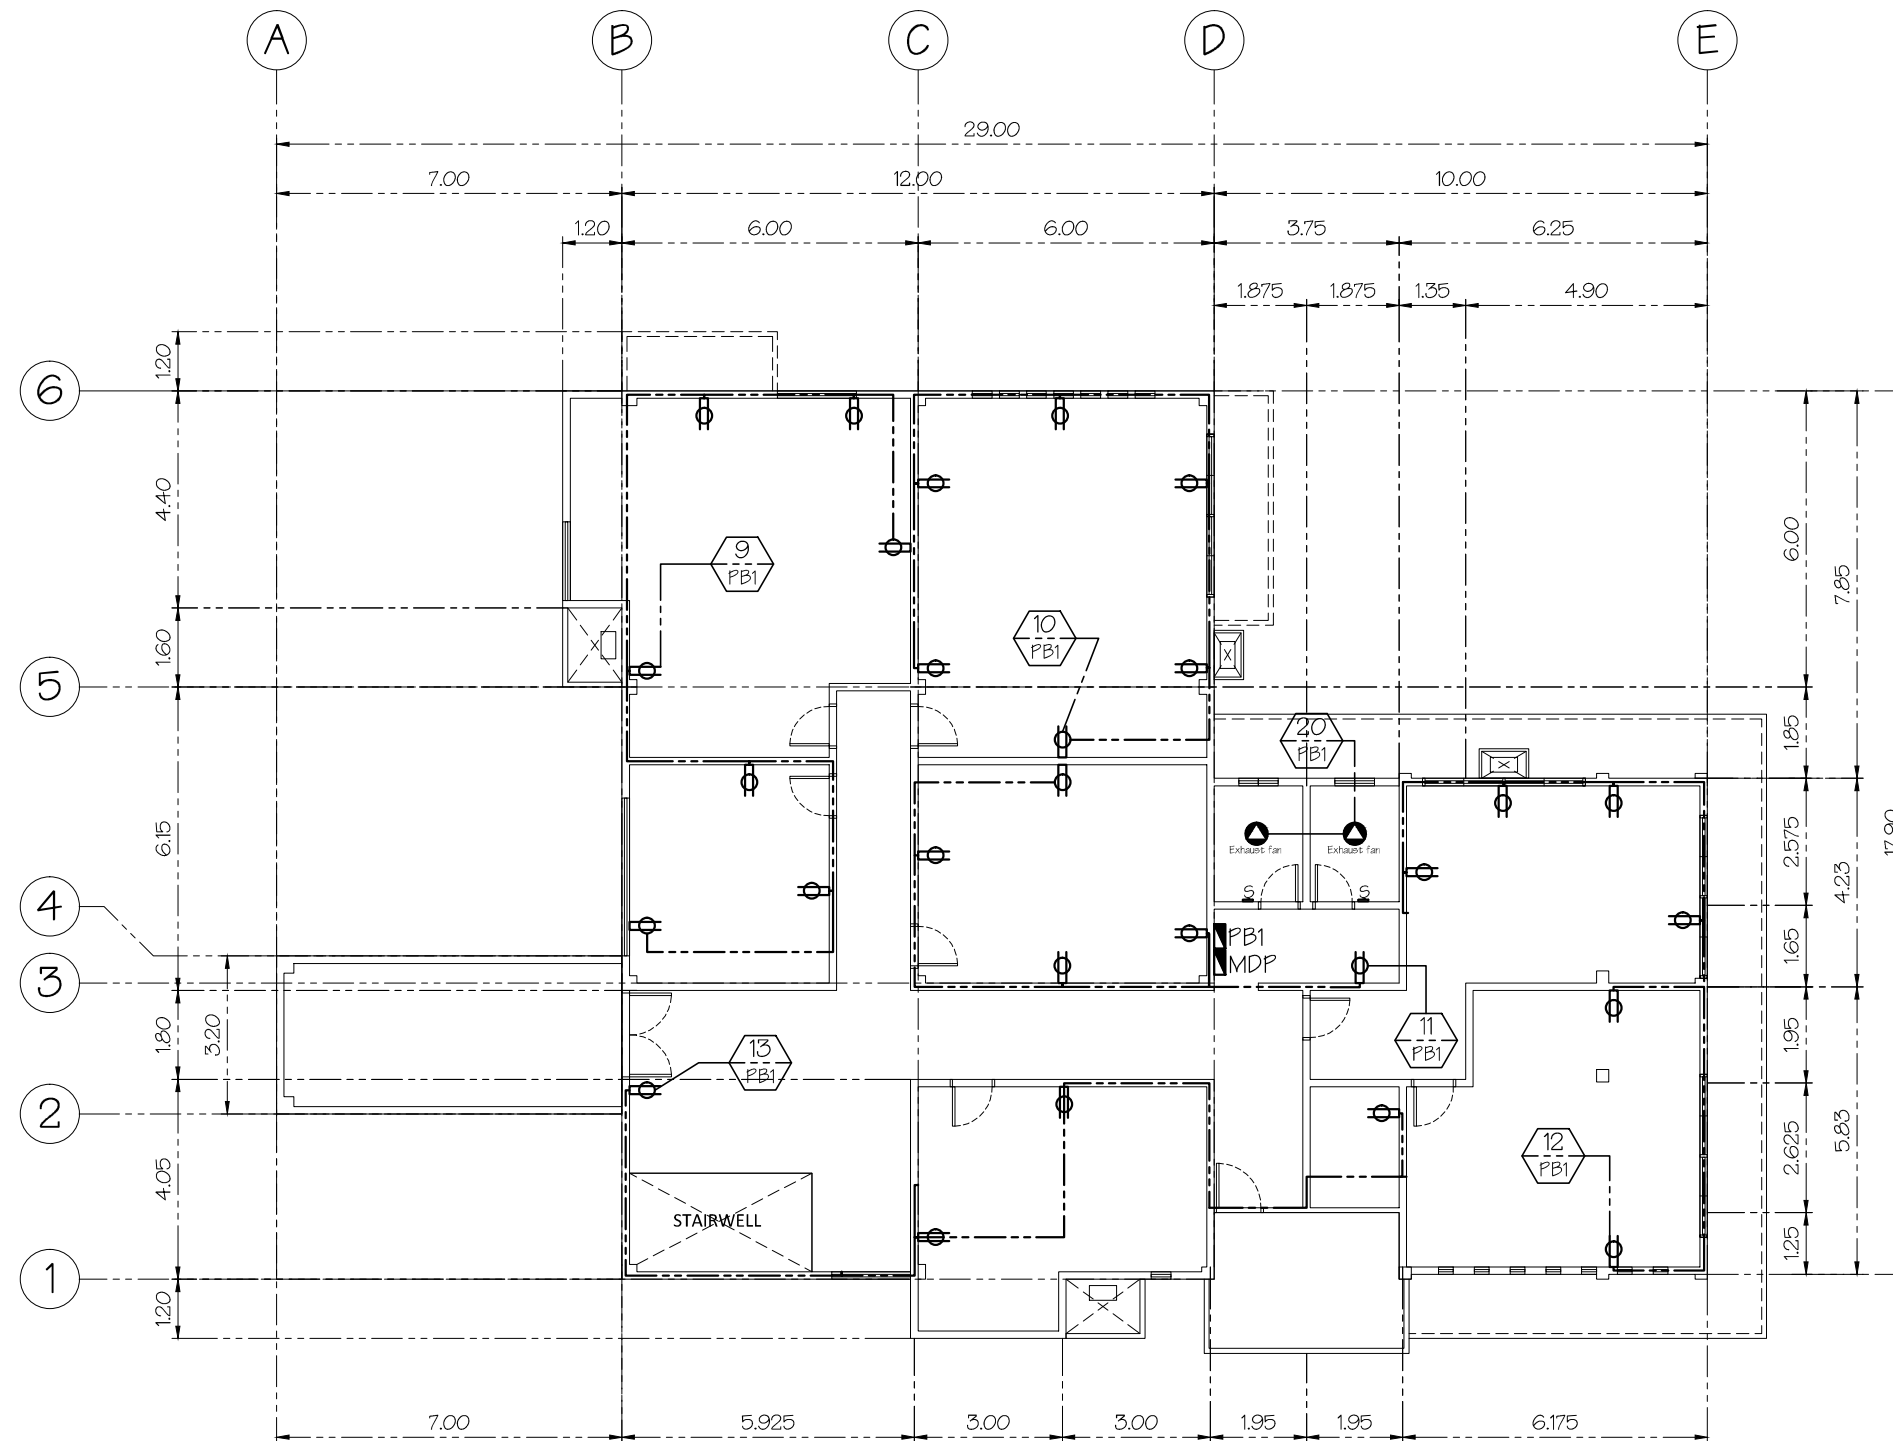 A B C D E
29.00
7.00 12.00 10.00
1.20 6.00 6.00 3.75 6.25
1.875 1.875 1.35 4.90
1.20
6
4.40 6.00
9
PB1
7.85
10
PB1
1.60
5
20
PB1
1.85
6.15 2.575 17.90
Exhaust fan Exhaust fan
4.23
S S
4
PB1
MDP
1.65
3
1.80 3.20 1.95
11
PB1
13
PB1
2
12
PB1
5.83
4.05 2.625
STAIRWELL
1.25
1
1.20
7.00 5.925 3.00 3.00 1.95 1.95 6.175